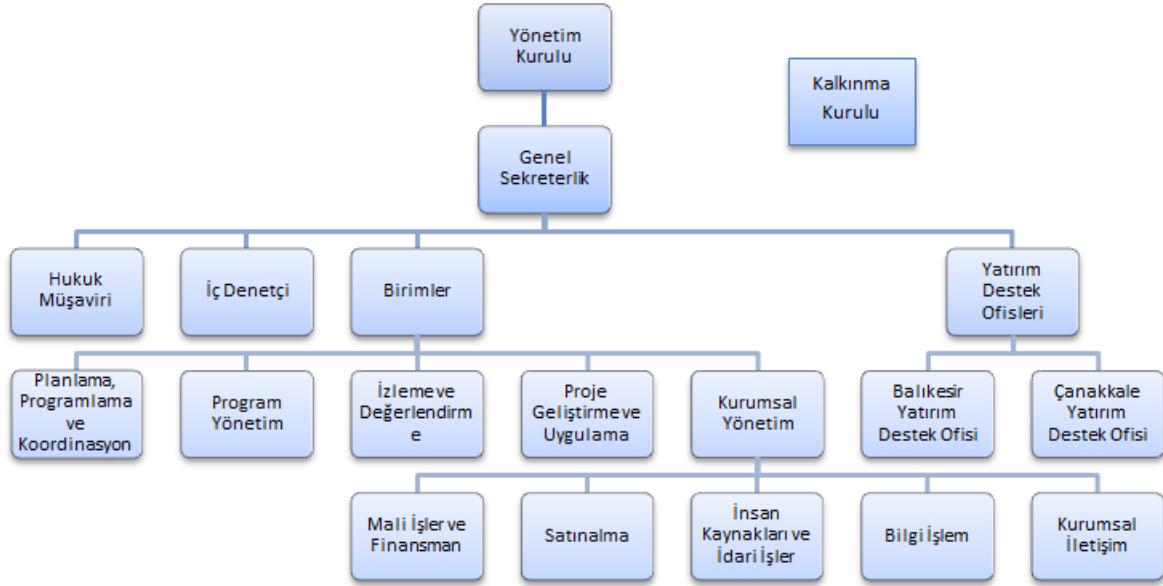 Yönetim
Kurulu
Kalkınma
Kurulu
Genel
Sekreterlik
Hukuk
Müşaviri
İç Denetçi
Birimler
Yatırım
Destek
Ofisleri
Planlama,
Programlama
ve
Koordinasyon
Program
Yönetim
İzleme ve
Değerlendirm
e
Proje
Geliştirme ve
Uygulama
Kurumsal
Yönetim
Balıkesir
Yatırım
Destek Ofisi
Çanakkale
Yatırım
Destek Ofisi
Mali İşler ve
Finansman
Satınalma
İnsan
Kaynakları ve
İdari İşler
Bilgi İşlem
Kurumsal
İletişim